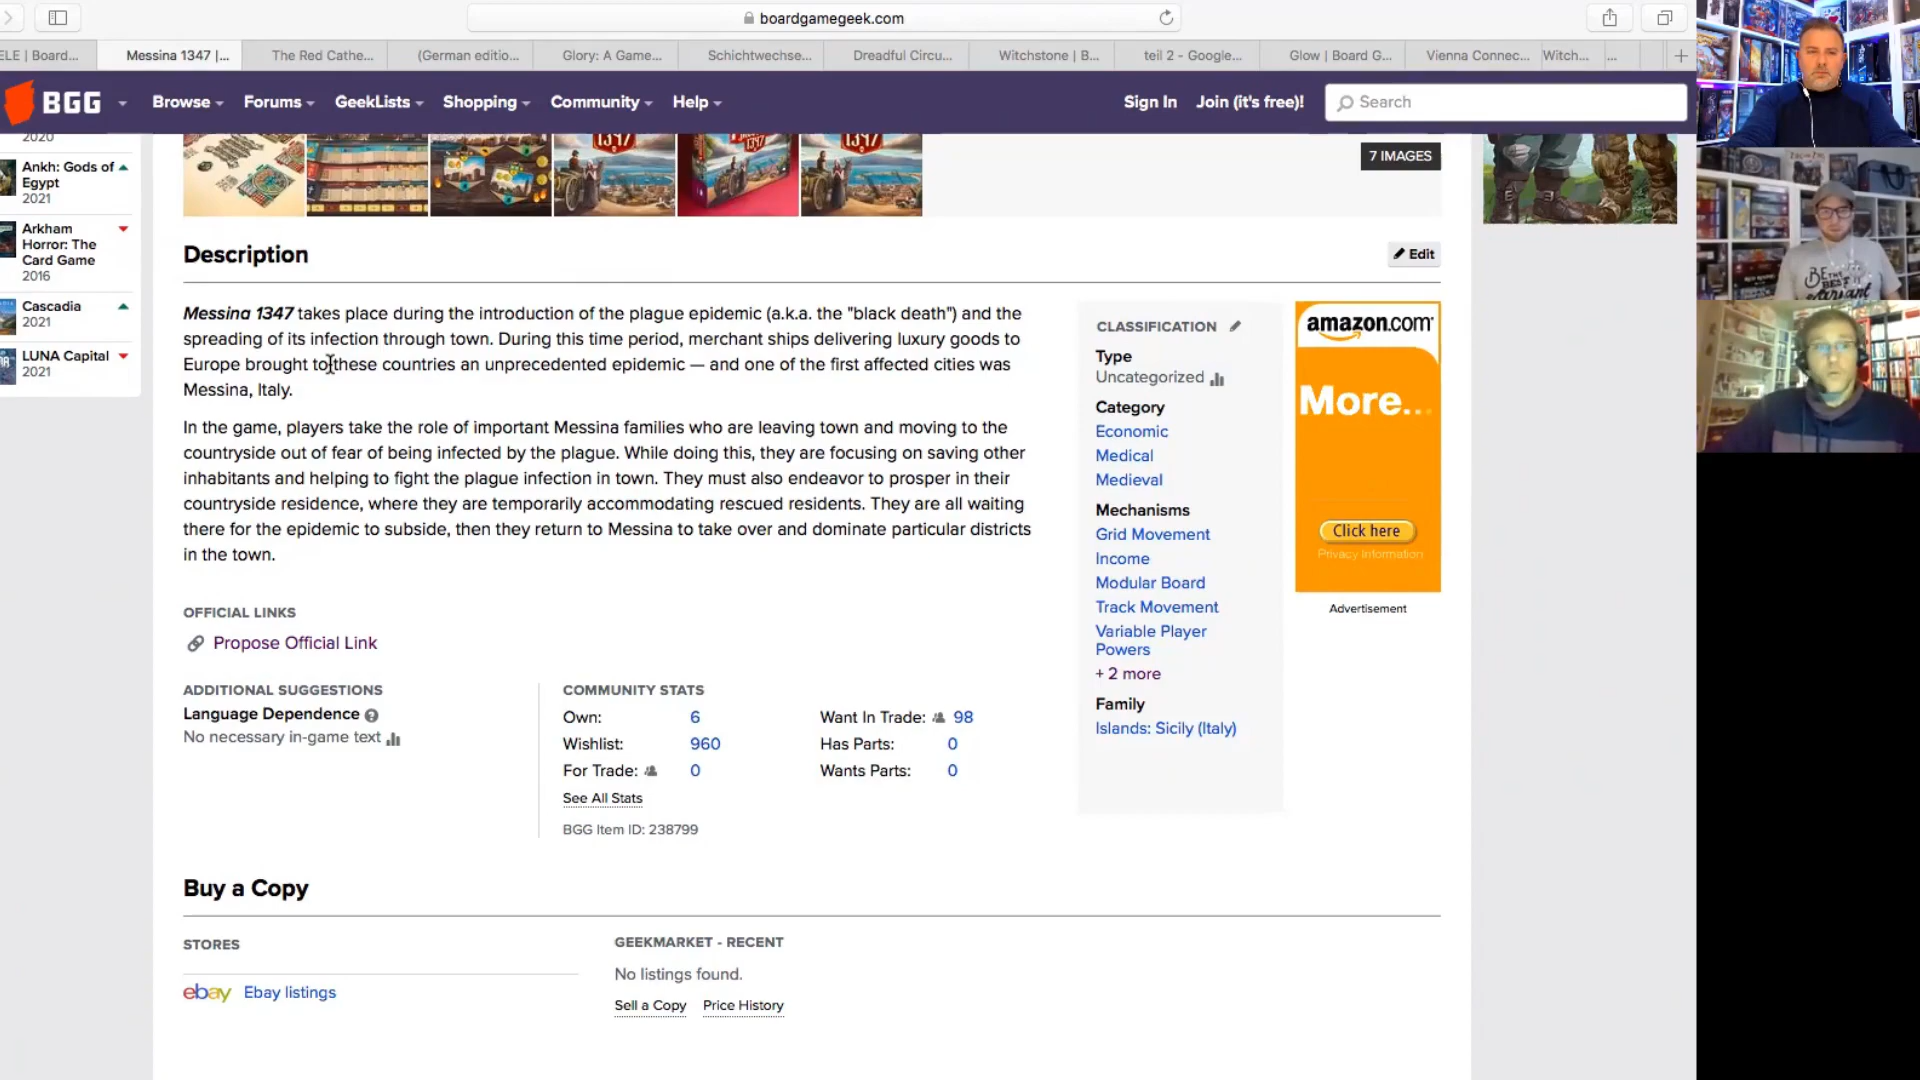 boardgamegeek.com
ELE | Board...
Messina 1347 |...
The Red Cathe...
(German editio...
Glory: A Game...
Schichtwechse...
Dreadful Circu...
Witchstone | B...
teil 2 - Google...
Glow | Board G...
Vienna Connec...
Witch...
...
BGG
Browse
Forums
GeekLists
Shopping
Community
Help
Sign In
Join (it's free)!
Search
2020
Ankh: Gods of
Egypt
2021
Arkham
Horror: The
Card Game
2016
Cascadia
2021
LUNA Capital
2021
1347
1347
1347
7 IMAGES
Description
Edit
Messina 1347 takes place during the introduction of the plague epidemic (a.k.a. the "black death") and the
spreading of its infection through town. During this time period, merchant ships delivering luxury goods to
Europe brought to these countries an unprecedented epidemic — and one of the first affected cities was
Messina, Italy.
In the game, players take the role of important Messina families who are leaving town and moving to the
countryside out of fear of being infected by the plague. While doing this, they are focusing on saving other
inhabitants and helping to fight the plague infection in town. They must also endeavor to prosper in their
countryside residence, where they are temporarily accommodating rescued residents. They are all waiting
there for the epidemic to subside, then they return to Messina to take over and dominate particular districts
in the town.
OFFICIAL LINKS
Propose Official Link
ADDITIONAL SUGGESTIONS
Language Dependence
No necessary in-game text
COMMUNITY STATS
Own: 6
Wishlist: 960
For Trade: 0
See All Stats
BGG Item ID: 238799
Want In Trade: 98
Has Parts: 0
Wants Parts: 0
CLASSIFICATION
Type
Uncategorized
Category
Economic
Medical
Medieval
Mechanisms
Grid Movement
Income
Modular Board
Track Movement
Variable Player
Powers
+ 2 more
Family
Islands: Sicily (Italy)
amazon.com
More...
Click here
Privacy Information
Advertisement
Buy a Copy
STORES
ebay Ebay listings
GEEKMARKET - RECENT
No listings found.
Sell a Copy
Price History
BE THE
BEST